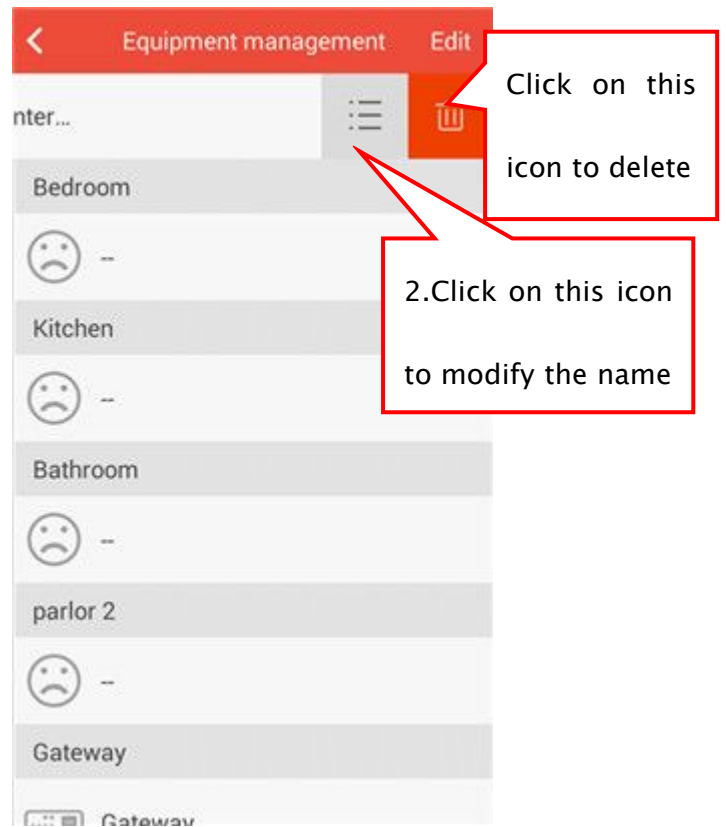 Equipment management Edit
nter...
Click on this
icon to delete
Bedroom
--
2.Click on this icon
to modify the name
Kitchen
--
Bathroom
--
parlor 2
--
Gateway
Gateway